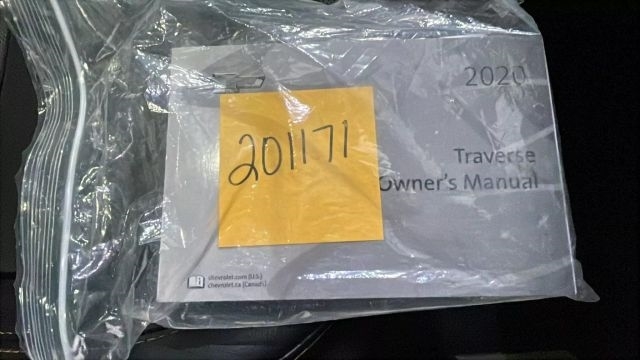 2020
201171
Traverse
Owner's Manual
chevrolet.com (U.S.)
chevrolet.ca (Canada)